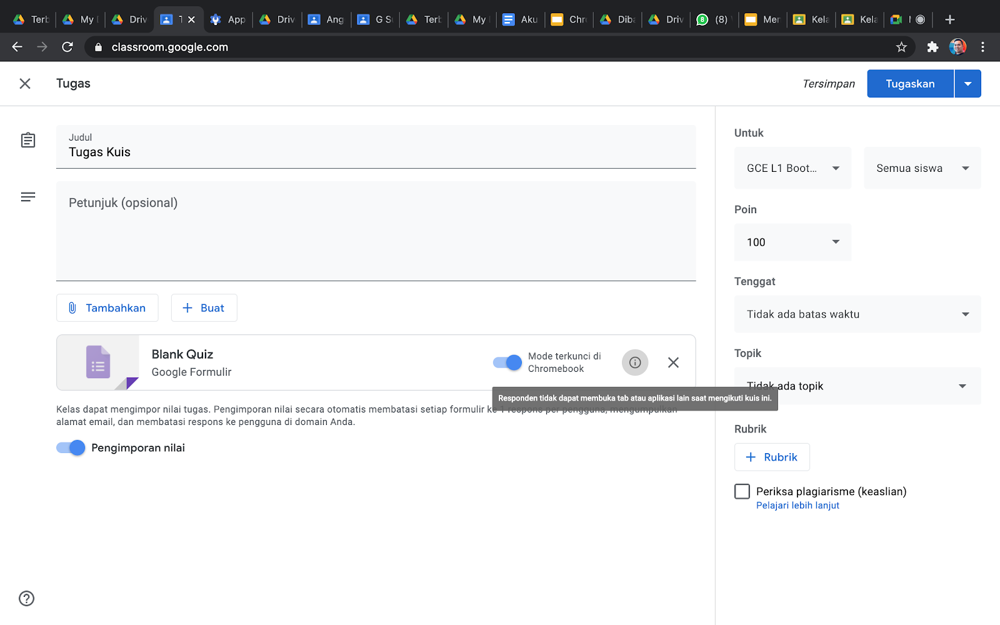 Terb
My
Driv
App
Driv
Ang
G Su
Terb
My
Aku
Chr
Diba
Driv
(8)
Mer
Kela
Kela
classroom.google.com
Tugas
Tersimpan
Tugaskan
Judul
Tugas Kuis
Petunjuk (opsional)
Tambahkan
Buat
Blank Quiz
Google Formulir
Mode terkunci di
Chromebook
Responden tidak dapat membuka tab atau aplikasi lain saat mengikuti kuis ini.
Kelas dapat mengimpor nilai tugas. Pengimporan nilai secara otomatis membatasi setiap formulir ke 1 respons per pengguna, mengumpulkan
alamat email, dan membatasi respons ke pengguna di domain Anda.
Pengimporan nilai
Untuk
GCE L1 Boot...
Semua siswa
Poin
100
Tenggat
Tidak ada batas waktu
Topik
Tidak ada topik
Rubrik
Rubrik
Periksa plagiarisme (keaslian)
Pelajari lebih lanjut